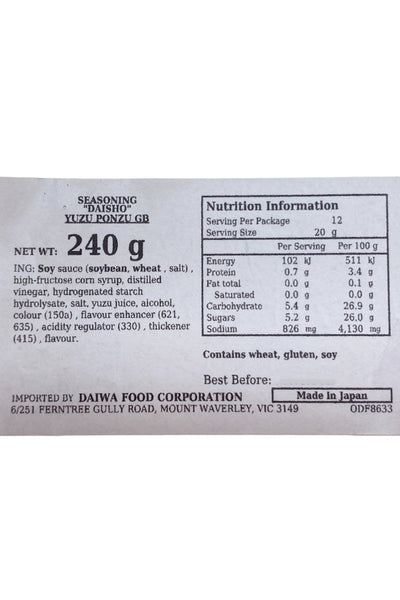 SEASONING
"DAISHO"
YUZU PONZU GB
NET WT: 240 g
ING: Soy sauce (soybean, wheat , salt) ,
high-fructose corn syrup, distilled
vinegar, hydrogenated starch
hydrolysate, salt, yuzu juice, alcohol,
colour (150a) , flavour enhancer (621,
635) , acidity regulator (330) , thickener
(415) , flavour.
Nutrition Information
Serving Per Package 12
Serving Size 20 g
Per Serving Per 100 g
Energy 102 kJ 511 kJ
Protein 0.7 g 3.4 g
Fat total 0.0 g 0.1 g
Saturated 0.0 g 0.0 g
Carbohydrate 5.4 g 26.9 g
Sugars 5.2 g 26.0 g
Sodium 826 mg 4,130 mg
Contains wheat, gluten, soy
Best Before:
IMPORTED BY DAIWA FOOD CORPORATION Made in Japan
6/251 FERNTREE GULLY ROAD, MOUNT WAVERLEY, VIC 3149 ODF8633